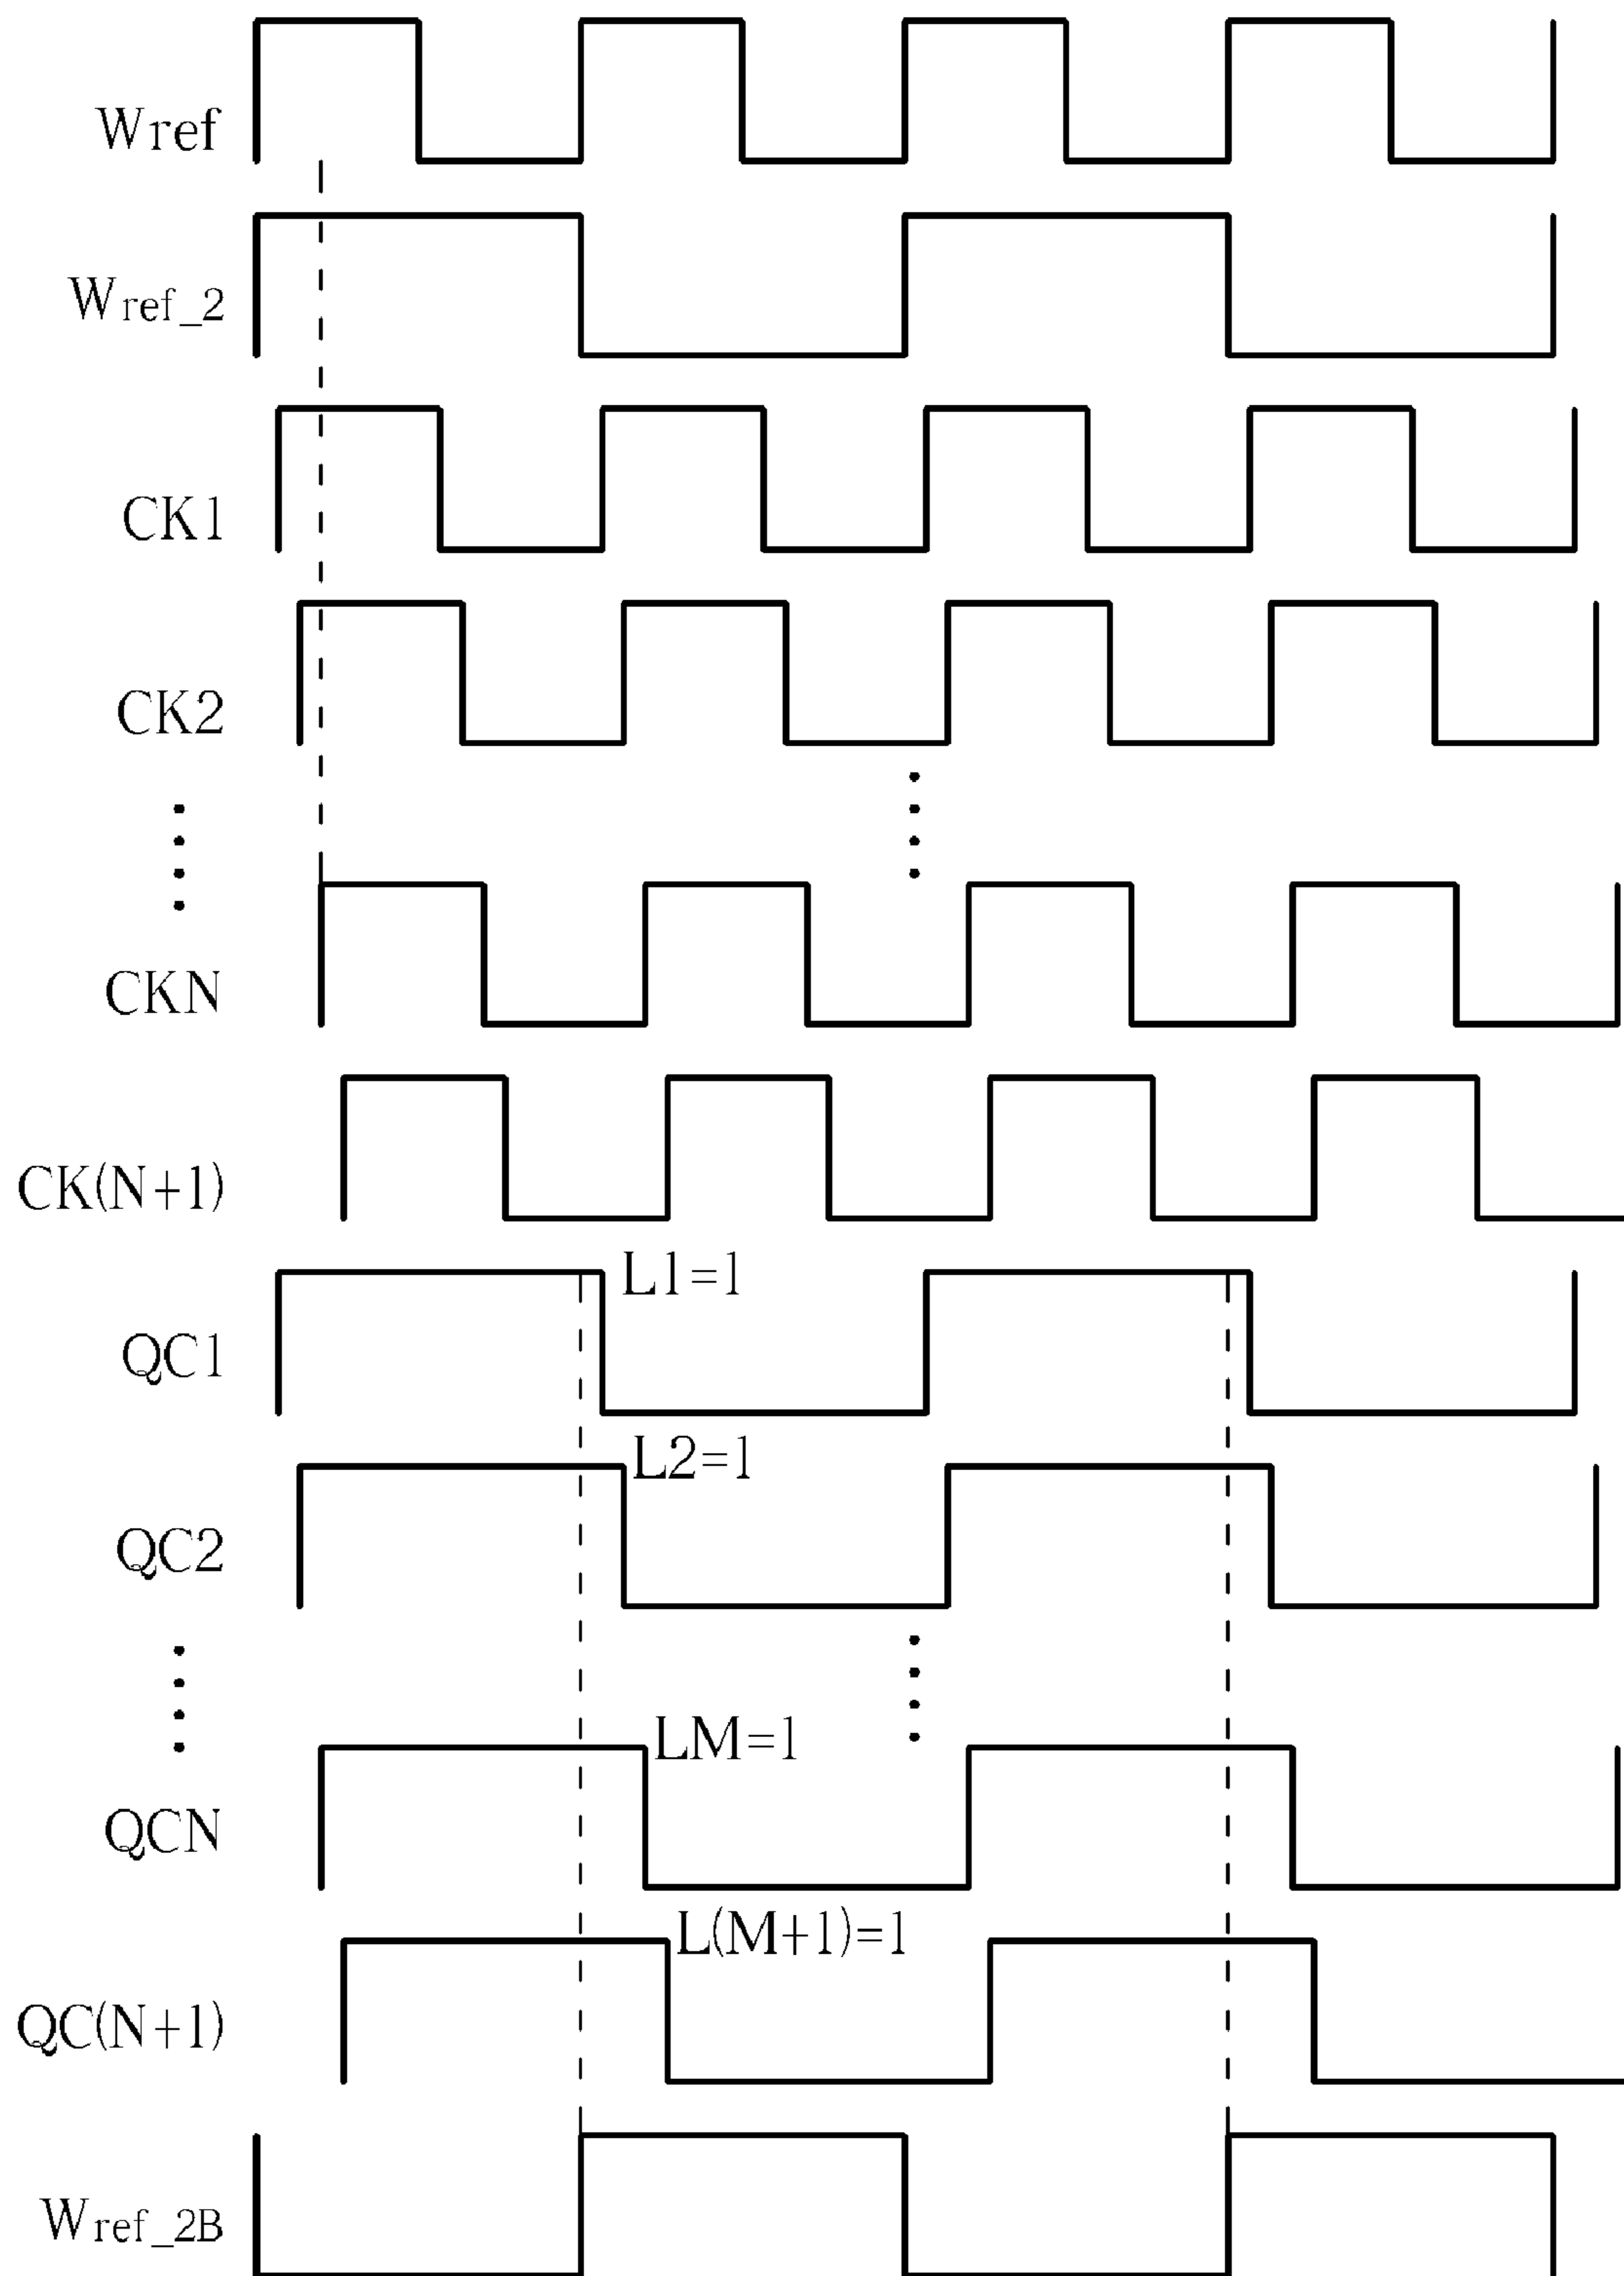 Wref
Wref_2
CK1
CK2
CKN
CK(N+1)
L1=1
QC1
L2=1
QC2
LM=1
QCN
L(M+1)=1
QC(N+1)
Wref_2B